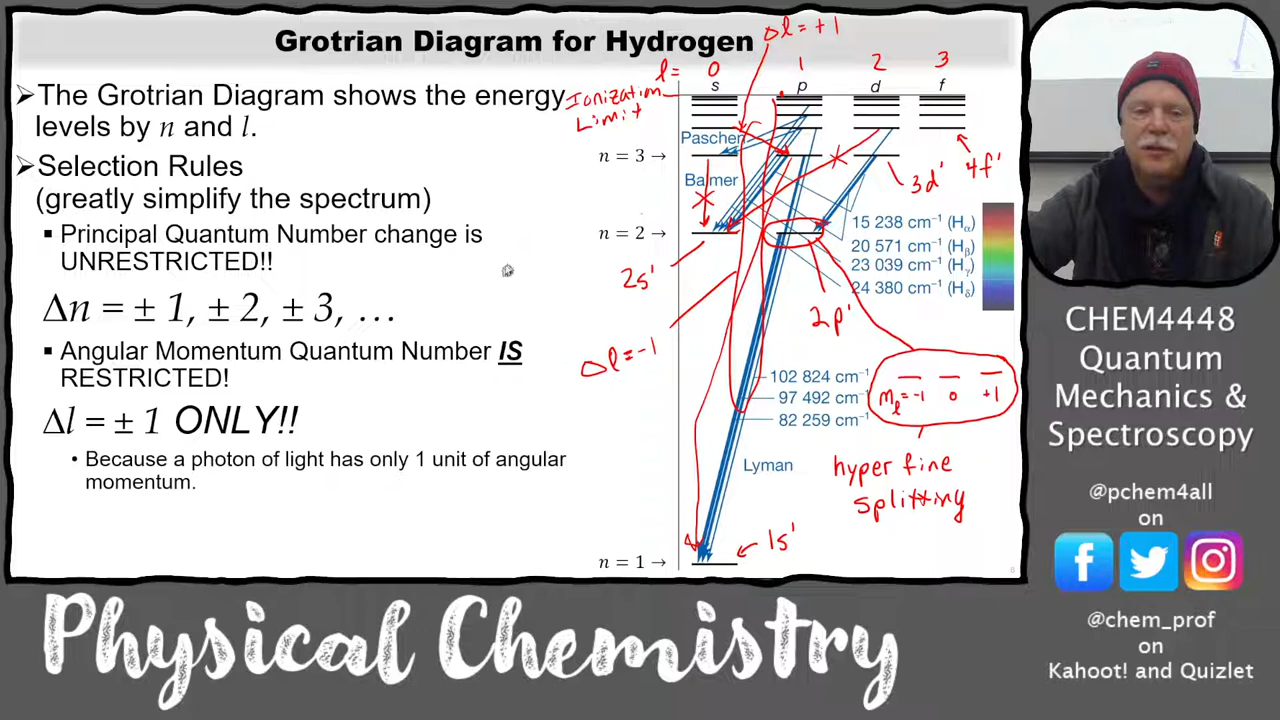 Grotrian Diagram for Hydrogen
➢The Grotrian Diagram shows the energy
levels by n and l.
➢Selection Rules
(greatly simplify the spectrum)
▪ Principal Quantum Number change is
UNRESTRICTED!!
Δn = ± 1, ± 2, ± 3, …
▪ Angular Momentum Quantum Number IS
RESTRICTED!
Δl = ± 1 ONLY!!
• Because a photon of light has only 1 unit of angular
momentum.
Δl = +1
l = 0 1 2 3
s p d f
Ionization
Limit
Paschen
n = 3 →
Balmer
n = 2 →
4f¹
3d¹
2s¹
2p¹
Δl = -1
15 238 cm⁻¹ (Hα)
20 571 cm⁻¹ (Hβ)
23 039 cm⁻¹ (Hγ)
24 380 cm⁻¹ (Hδ)
102 824 cm⁻¹
97 492 cm⁻¹
82 259 cm⁻¹
mₗ = -1 0 +1
Lyman
hyper fine
splitting
1s¹
n = 1 →
CHEM4448
Quantum
Mechanics &
Spectroscopy
@pchem4all
on
@chem_prof
on
Kahoot! and Quizlet
Physical Chemistry